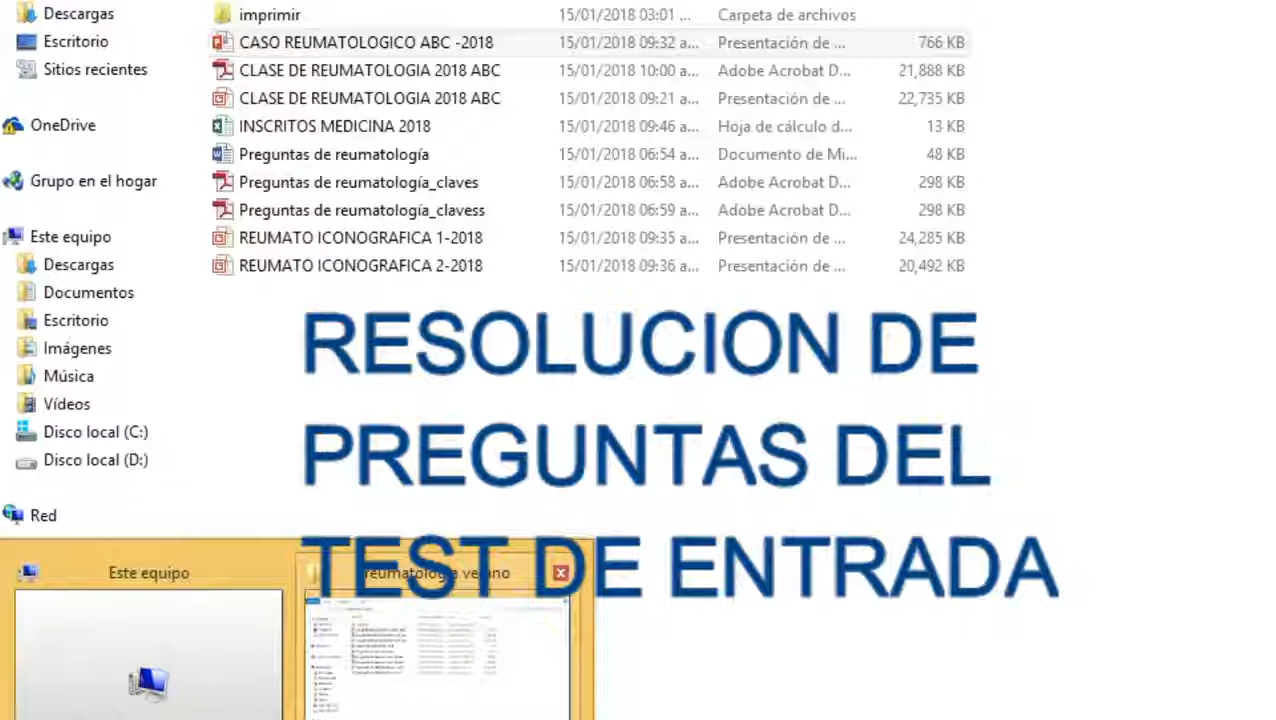 Descargas
Escritorio
Sitios recientes
OneDrive
Grupo en el hogar
Este equipo
Descargas
Documentos
Escritorio
Imágenes
Música
Vídeos
Disco local (C:)
Disco local (D:)
Red
imprimir 15/01/2018 03:01 ... Carpeta de archivos
CASO REUMATOLOGICO ABC -2018 15/01/2018 09:32 a... Presentación de ... 766 KB
CLASE DE REUMATOLOGIA 2018 ABC 15/01/2018 10:00 a... Adobe Acrobat D... 21,888 KB
CLASE DE REUMATOLOGIA 2018 ABC 15/01/2018 09:21 a... Presentación de ... 22,735 KB
INSCRITOS MEDICINA 2018 15/01/2018 09:46 a... Hoja de cálculo d... 13 KB
Preguntas de reumatología 15/01/2018 06:54 a... Documento de Mi... 48 KB
Preguntas de reumatología_claves 15/01/2018 06:58 a... Adobe Acrobat D... 298 KB
Preguntas de reumatología_clavess 15/01/2018 06:59 a... Adobe Acrobat D... 298 KB
REUMATO ICONOGRAFICA 1-2018 15/01/2018 09:35 a... Presentación de ... 24,285 KB
REUMATO ICONOGRAFICA 2-2018 15/01/2018 09:36 a... Presentación de ... 20,492 KB
RESOLUCION DE
PREGUNTAS DEL
TEST DE ENTRADA
Este equipo
reumatologia verano